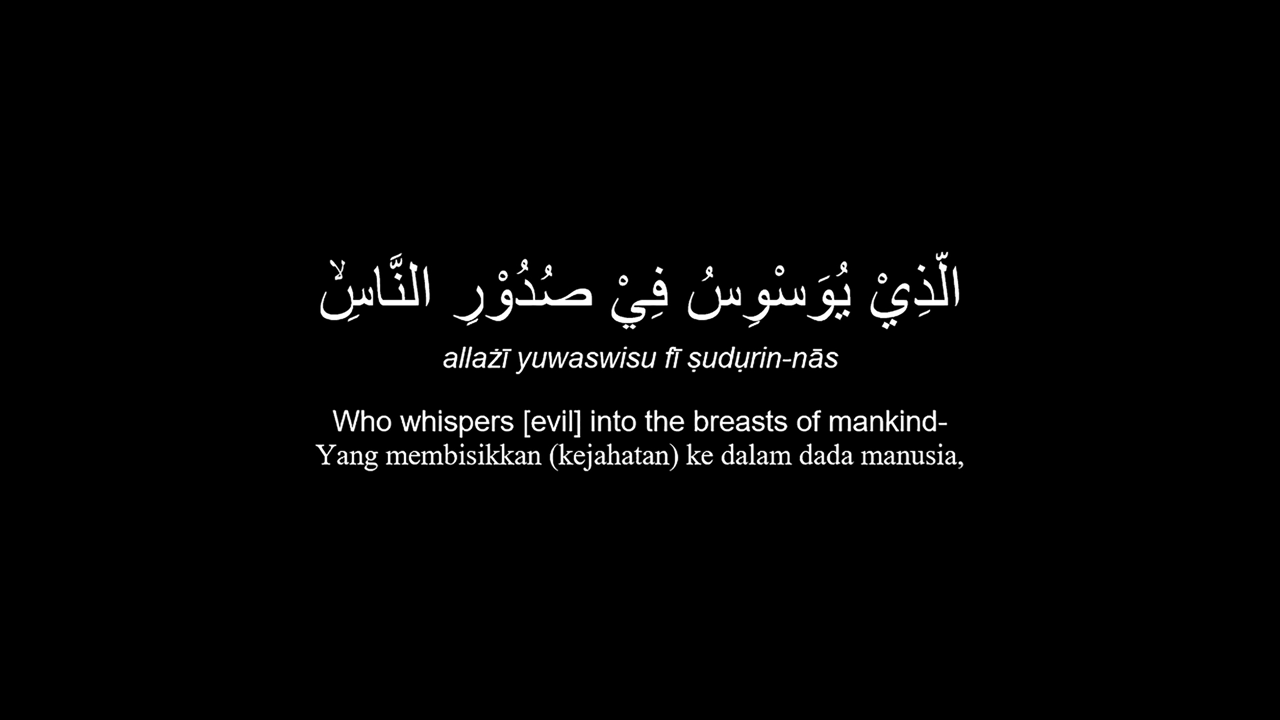 الَّذِيْ يُوَسْوِسُ فِيْ صُدُوْرِ النَّاسِۙ
allażī yuwaswisu fī ṣudụrin-nās
Who whispers [evil] into the breasts of mankind-
Yang membisikkan (kejahatan) ke dalam dada manusia,